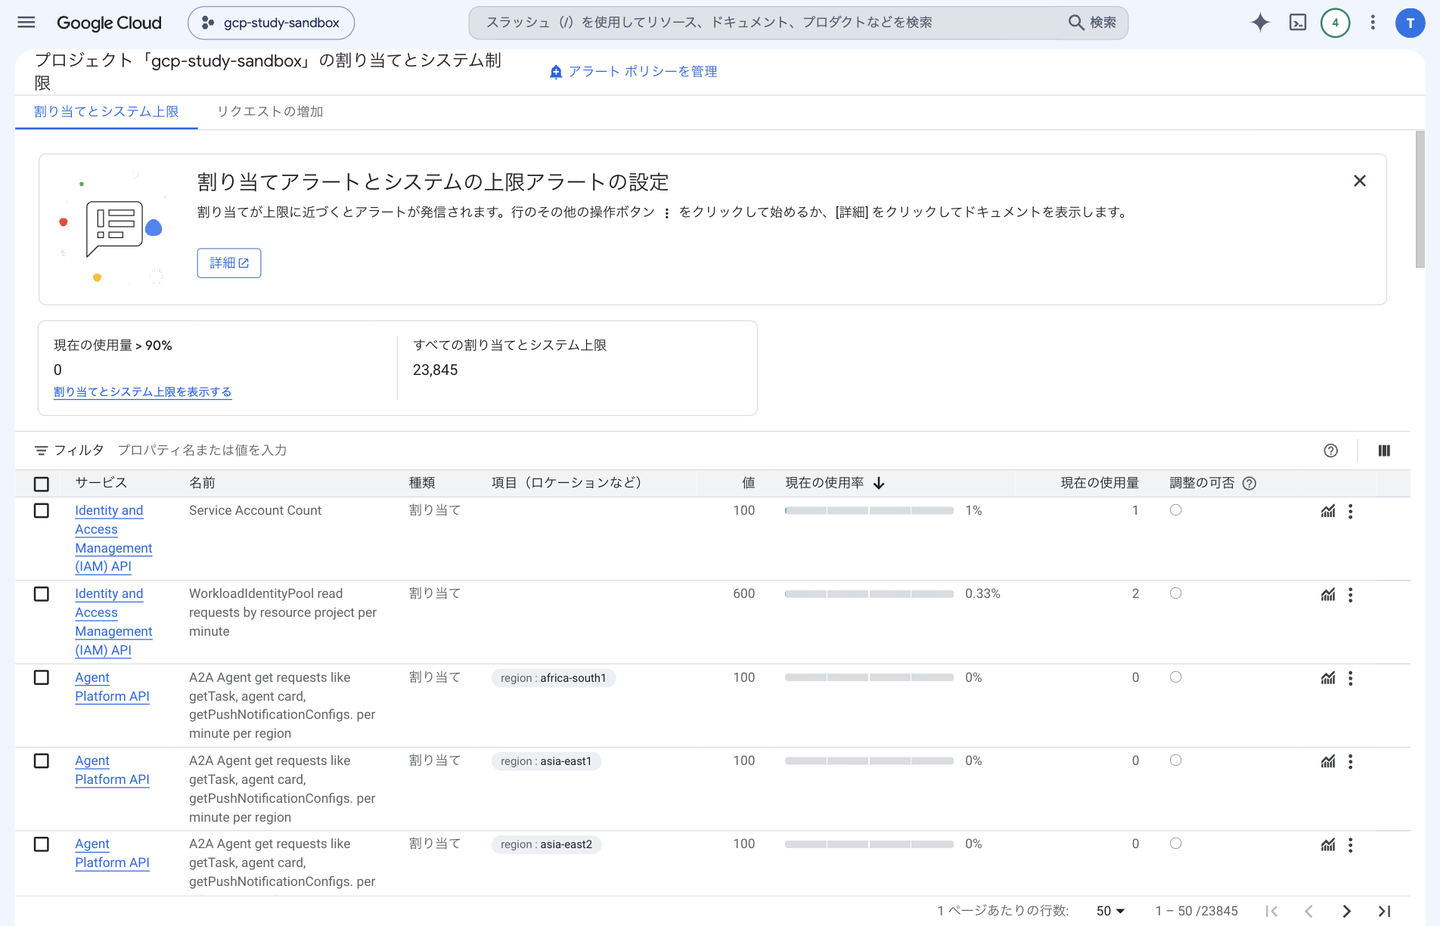 Google Cloud
gcp-study-sandbox
スラッシュ（/）を使用してリソース、ドキュメント、プロダクトなどを検索
検索
4
T
プロジェクト「gcp-study-sandbox」の割り当てとシステム制
限
アラート ポリシーを管理
割り当てとシステム上限
リクエストの増加
割り当てアラートとシステムの上限アラートの設定
割り当てが上限に近づくとアラートが発信されます。行のその他の操作ボタン をクリックして始めるか、[詳細] をクリックしてドキュメントを表示します。
詳細
現在の使用量 > 90%
0
割り当てとシステム上限を表示する
すべての割り当てとシステム上限
23,845
フィルタ プロパティ名または値を入力
サービス 名前 種類 項目（ロケーションなど） 値 現在の使用率 現在の使用量 調整の可否
Identity and Service Account Count 割り当て 100 1% 1
Access
Management
(IAM) API
Identity and WorkloadIdentityPool read 割り当て 600 0.33% 2
Access requests by resource project per
Management minute
(IAM) API
Agent A2A Agent get requests like 割り当て region : africa-south1 100 0% 0
Platform API getTask, agent card,
getPushNotificationConfigs. per
minute per region
Agent A2A Agent get requests like 割り当て region : asia-east1 100 0% 0
Platform API getTask, agent card,
getPushNotificationConfigs. per
minute per region
Agent A2A Agent get requests like 割り当て region : asia-east2 100 0% 0
Platform API getTask, agent card,
getPushNotificationConfigs. per
1 ページあたりの行数: 50 1 – 50 /23845